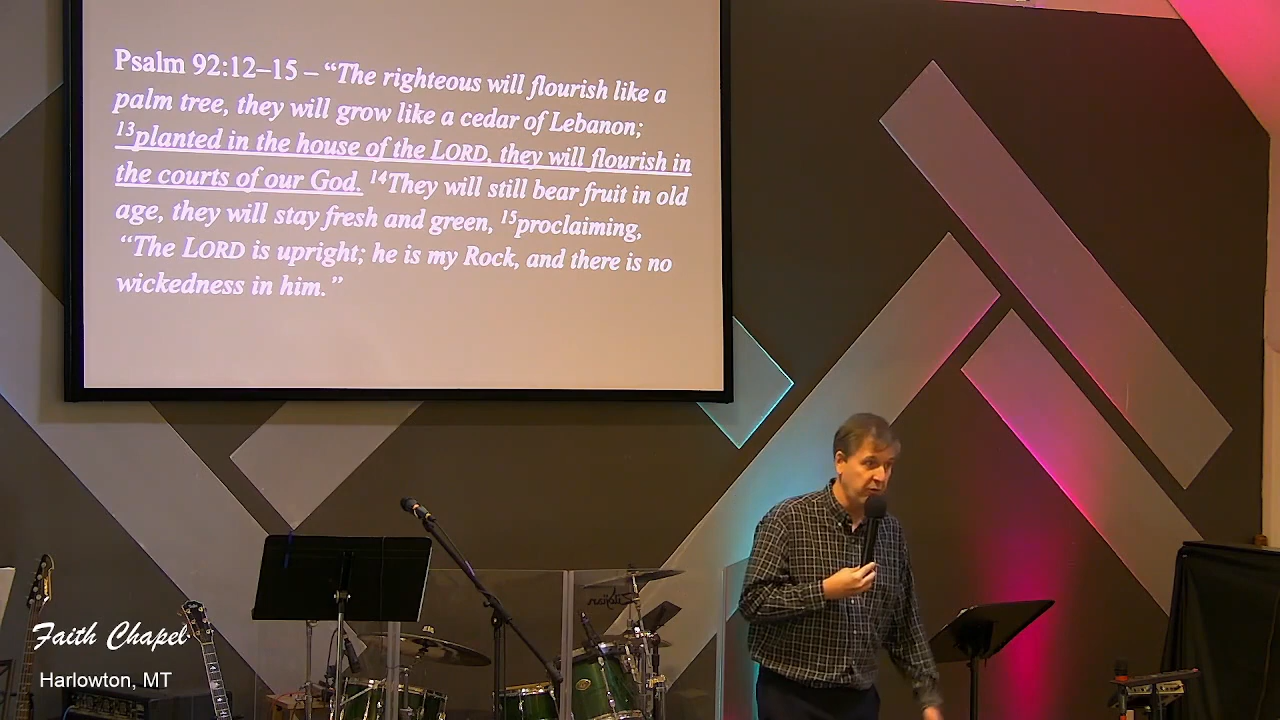 Psalm 92:12–15 – “The righteous will flourish like a
palm tree, they will grow like a cedar of Lebanon;
13planted in the house of the LORD, they will flourish in
the courts of our God. 14They will still bear fruit in old
age, they will stay fresh and green, 15proclaiming,
“The LORD is upright; he is my Rock, and there is no
wickedness in him.”
Zildjian
Faith Chapel
Harlowton, MT